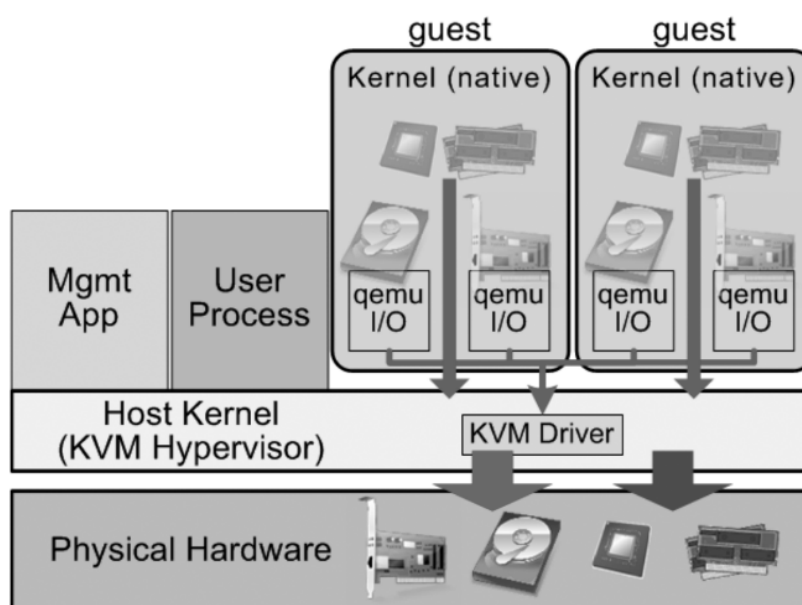 guest
guest
Kernel (native)
Kernel (native)
Mgmt
App
User
Process
qemu
I/O
qemu
I/O
qemu
I/O
qemu
I/O
Host Kernel
(KVM Hypervisor)
KVM Driver
Physical Hardware